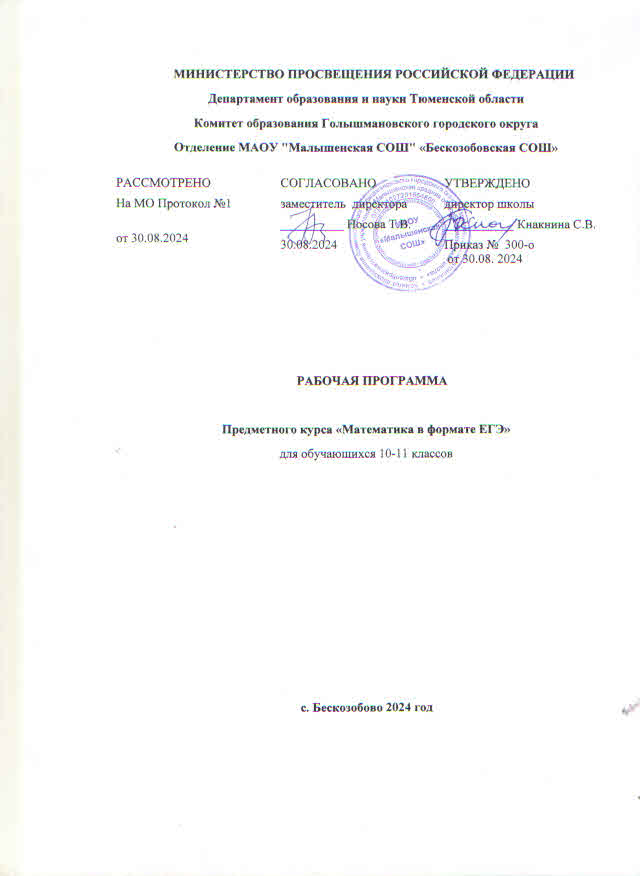 МИНИСТЕРСТВО ПРОСВЕЩЕНИЯ РОССИЙСКОЙ ФЕДЕРАЦИИ
Департамент образования и науки Тюменской области
Комитет образования Голышмановского городского округа
Отделение МАОУ "Малышенская СОШ" «Бескозобовская СОШ»
РАССМОТРЕНО
На МО Протокол №1
от 30.08.2024
СОГЛАСОВАНО
заместитель директора
Носова Т.В.
30.08.2024
УТВЕРЖДЕНО
директор школы
Кнакнина С.В.
Приказ № 300-о
от 30.08. 2024
МАОУ
«Малышенская
СОШ»
РАБОЧАЯ ПРОГРАММА
Предметного курса «Математика в формате ЕГЭ»
для обучающихся 10-11 классов
с. Бескозобово 2024 год